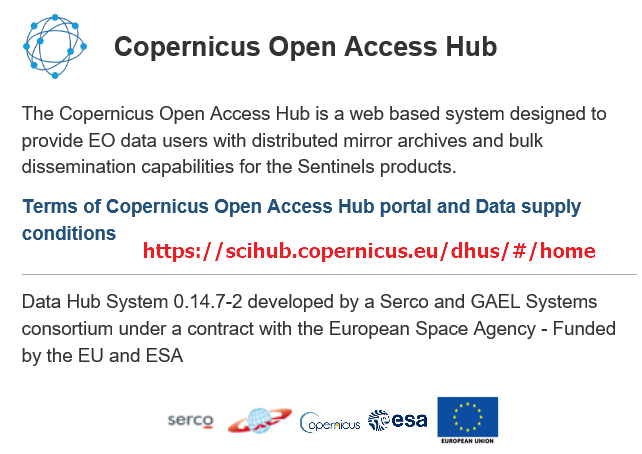 Copernicus Open Access Hub
The Copernicus Open Access Hub is a web based system designed to
provide EO data users with distributed mirror archives and bulk
dissemination capabilities for the Sentinels products.
Terms of Copernicus Open Access Hub portal and Data supply
conditions
https://scihub.copernicus.eu/dhus/#/home
Data Hub System 0.14.7-2 developed by a Serco and GAEL Systems
consortium under a contract with the European Space Agency - Funded
by the EU and ESA
serco
opernicus
esa
EUROPEAN UNION